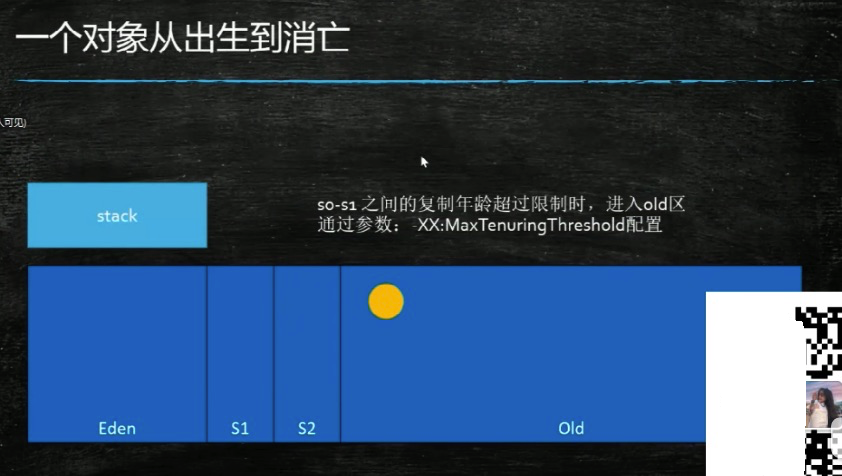 一个对象从出生到消亡
人可见)
stack
s0-s1 之间的复制年龄超过限制时，进入old区
通过参数：-XX:MaxTenuringThreshold配置
Eden
S1
S2
Old